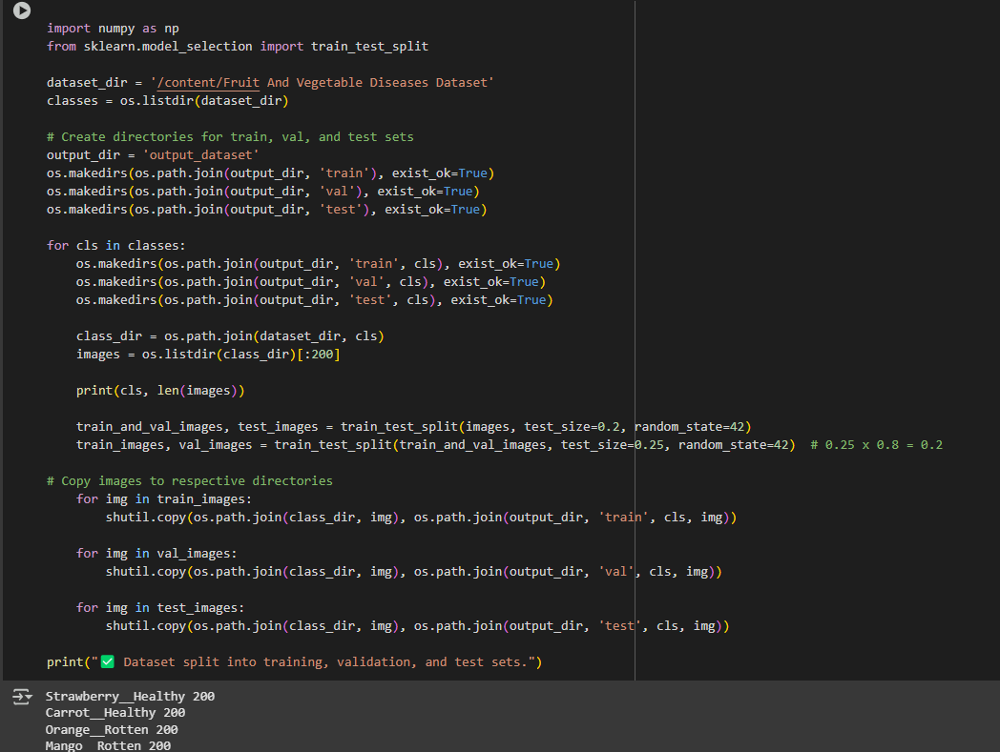 import numpy as np
from sklearn.model_selection import train_test_split
dataset_dir = '/content/Fruit And Vegetable Diseases Dataset'
classes = os.listdir(dataset_dir)
# Create directories for train, val, and test sets
output_dir = 'output_dataset'
os.makedirs(os.path.join(output_dir, 'train'), exist_ok=True)
os.makedirs(os.path.join(output_dir, 'val'), exist_ok=True)
os.makedirs(os.path.join(output_dir, 'test'), exist_ok=True)
for cls in classes:
    os.makedirs(os.path.join(output_dir, 'train', cls), exist_ok=True)
    os.makedirs(os.path.join(output_dir, 'val', cls), exist_ok=True)
    os.makedirs(os.path.join(output_dir, 'test', cls), exist_ok=True)
    class_dir = os.path.join(dataset_dir, cls)
    images = os.listdir(class_dir)[:200]
    print(cls, len(images))
    train_and_val_images, test_images = train_test_split(images, test_size=0.2, random_state=42)
    train_images, val_images = train_test_split(train_and_val_images, test_size=0.25, random_state=42)  # 0.25 x 0.8 = 0.2
# Copy images to respective directories
    for img in train_images:
        shutil.copy(os.path.join(class_dir, img), os.path.join(output_dir, 'train', cls, img))
    for img in val_images:
        shutil.copy(os.path.join(class_dir, img), os.path.join(output_dir, 'val', cls, img))
    for img in test_images:
        shutil.copy(os.path.join(class_dir, img), os.path.join(output_dir, 'test', cls, img))
print("✅ Dataset split into training, validation, and test sets.")
Strawberry__Healthy 200
Carrot__Healthy 200
Orange__Rotten 200
Mango__Rotten 200